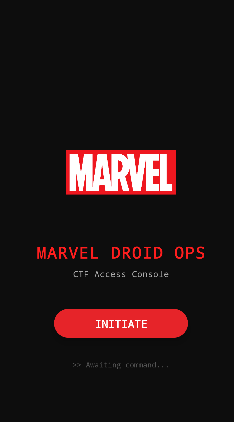 MARVEL
MARVEL DROID OPS
CTF Access Console
INITIATE
>> Awaiting command...